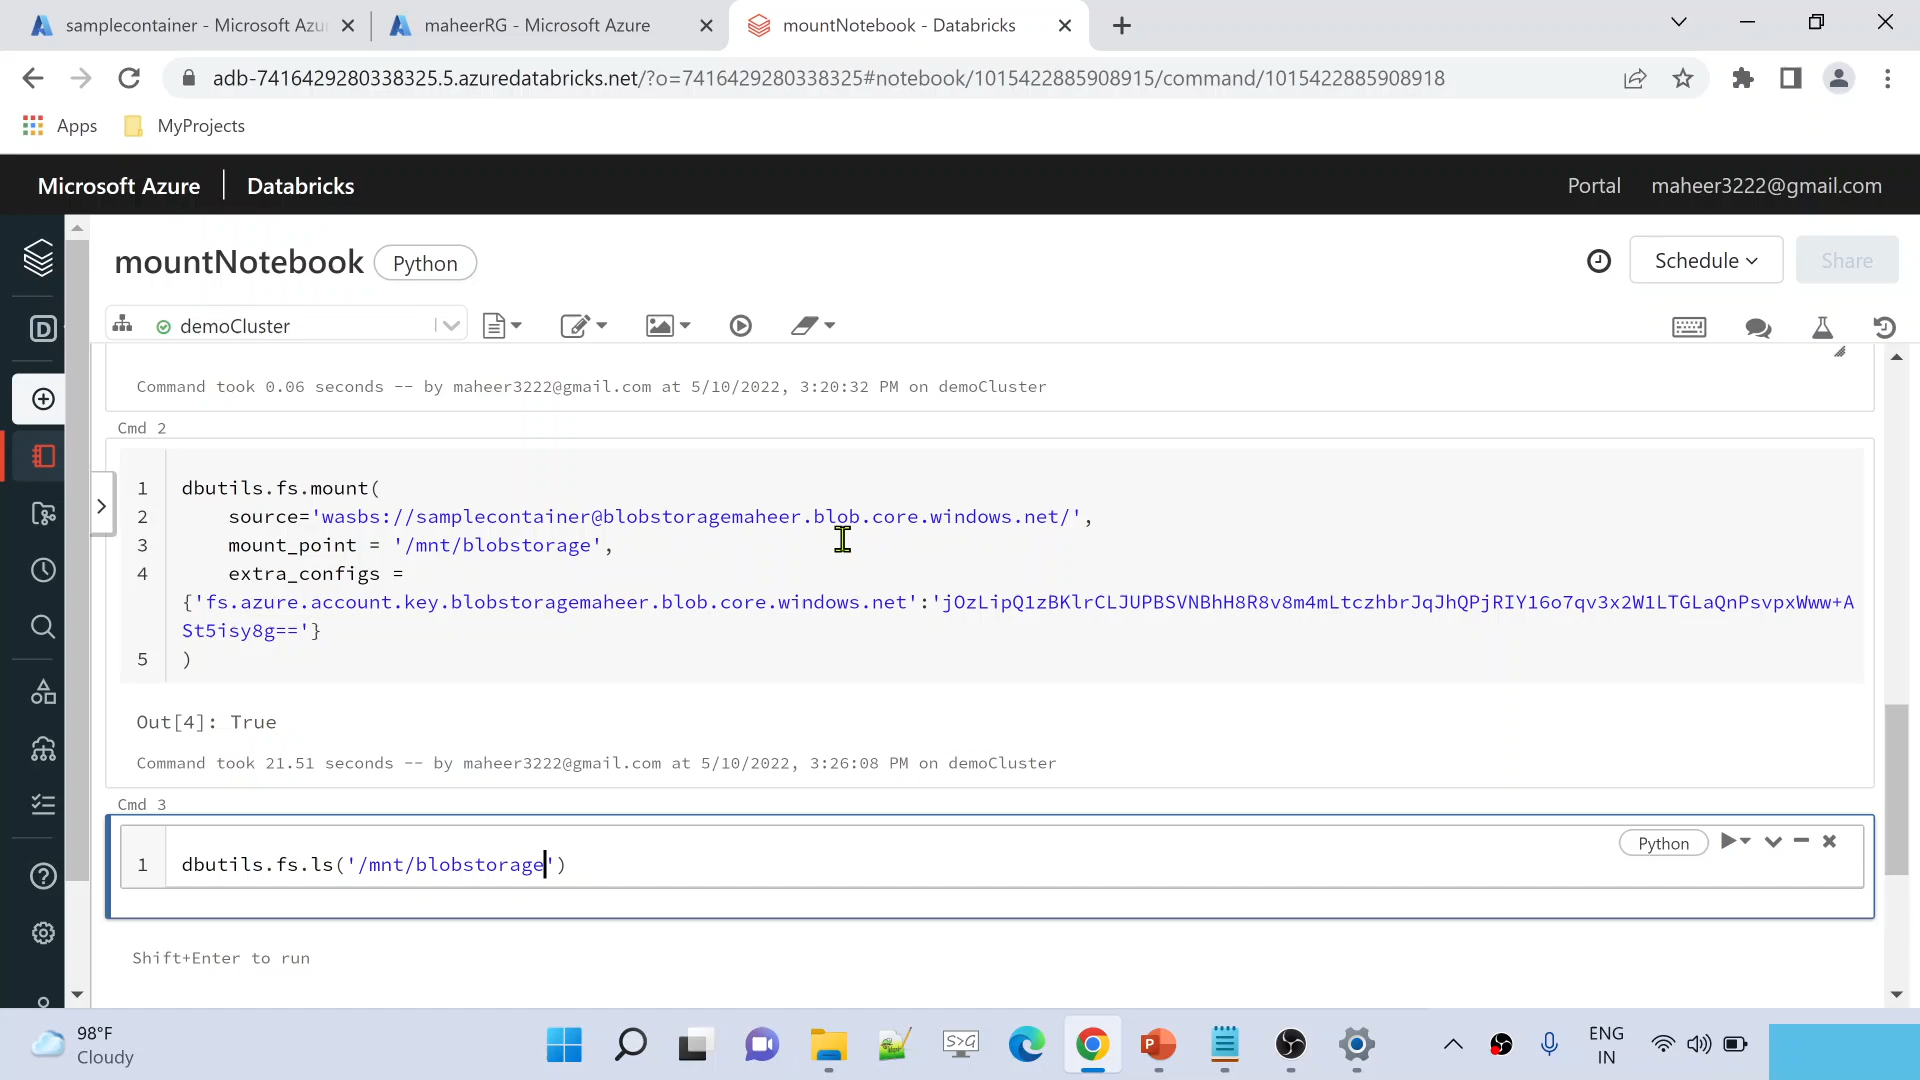 samplecontainer - Microsoft Azu
maheerRG - Microsoft Azure
mountNotebook - Databricks
adb-7416429280338325.5.azuredatabricks.net/?o=7416429280338325#notebook/1015422885908915/command/1015422885908918
Apps
MyProjects
Microsoft Azure
Databricks
Portal
maheer3222@gmail.com
mountNotebook
Python
Schedule
Share
demoCluster
Command took 0.06 seconds -- by maheer3222@gmail.com at 5/10/2022, 3:20:32 PM on demoCluster
Cmd 2
1 dbutils.fs.mount(
2 source='wasbs://samplecontainer@blobstoragemaheer.blob.core.windows.net/',
3 mount_point = '/mnt/blobstorage',
4 extra_configs =
{'fs.azure.account.key.blobstoragemaheer.blob.core.windows.net':'jOzLipQ1zBKlrCLJUPBSVNBhH8R8v8m4mLtczhbrJqJhQPjRIY16o7qv3x2W1LTGLaQnPsvpxWww+A
St5isy8g=='}
5 )
Out[4]: True
Command took 21.51 seconds -- by maheer3222@gmail.com at 5/10/2022, 3:26:08 PM on demoCluster
Cmd 3
Python
1 dbutils.fs.ls('/mnt/blobstorage')
Shift+Enter to run
98°F
Cloudy
S>G
ENG
IN